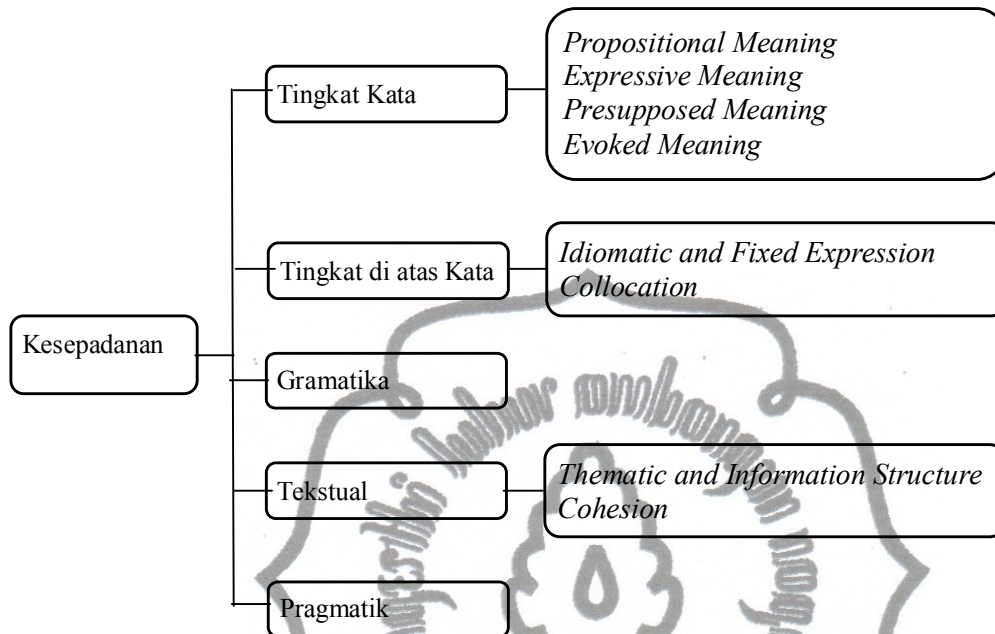 Tingkat Kata
Propositional Meaning
Expressive Meaning
Presupposed Meaning
Evoked Meaning
Tingkat di atas Kata
Idiomatic and Fixed Expression
Collocation
Kesepadanan
Gramatika
Tekstual
Thematic and Information Structure
Cohesion
Pragmatik